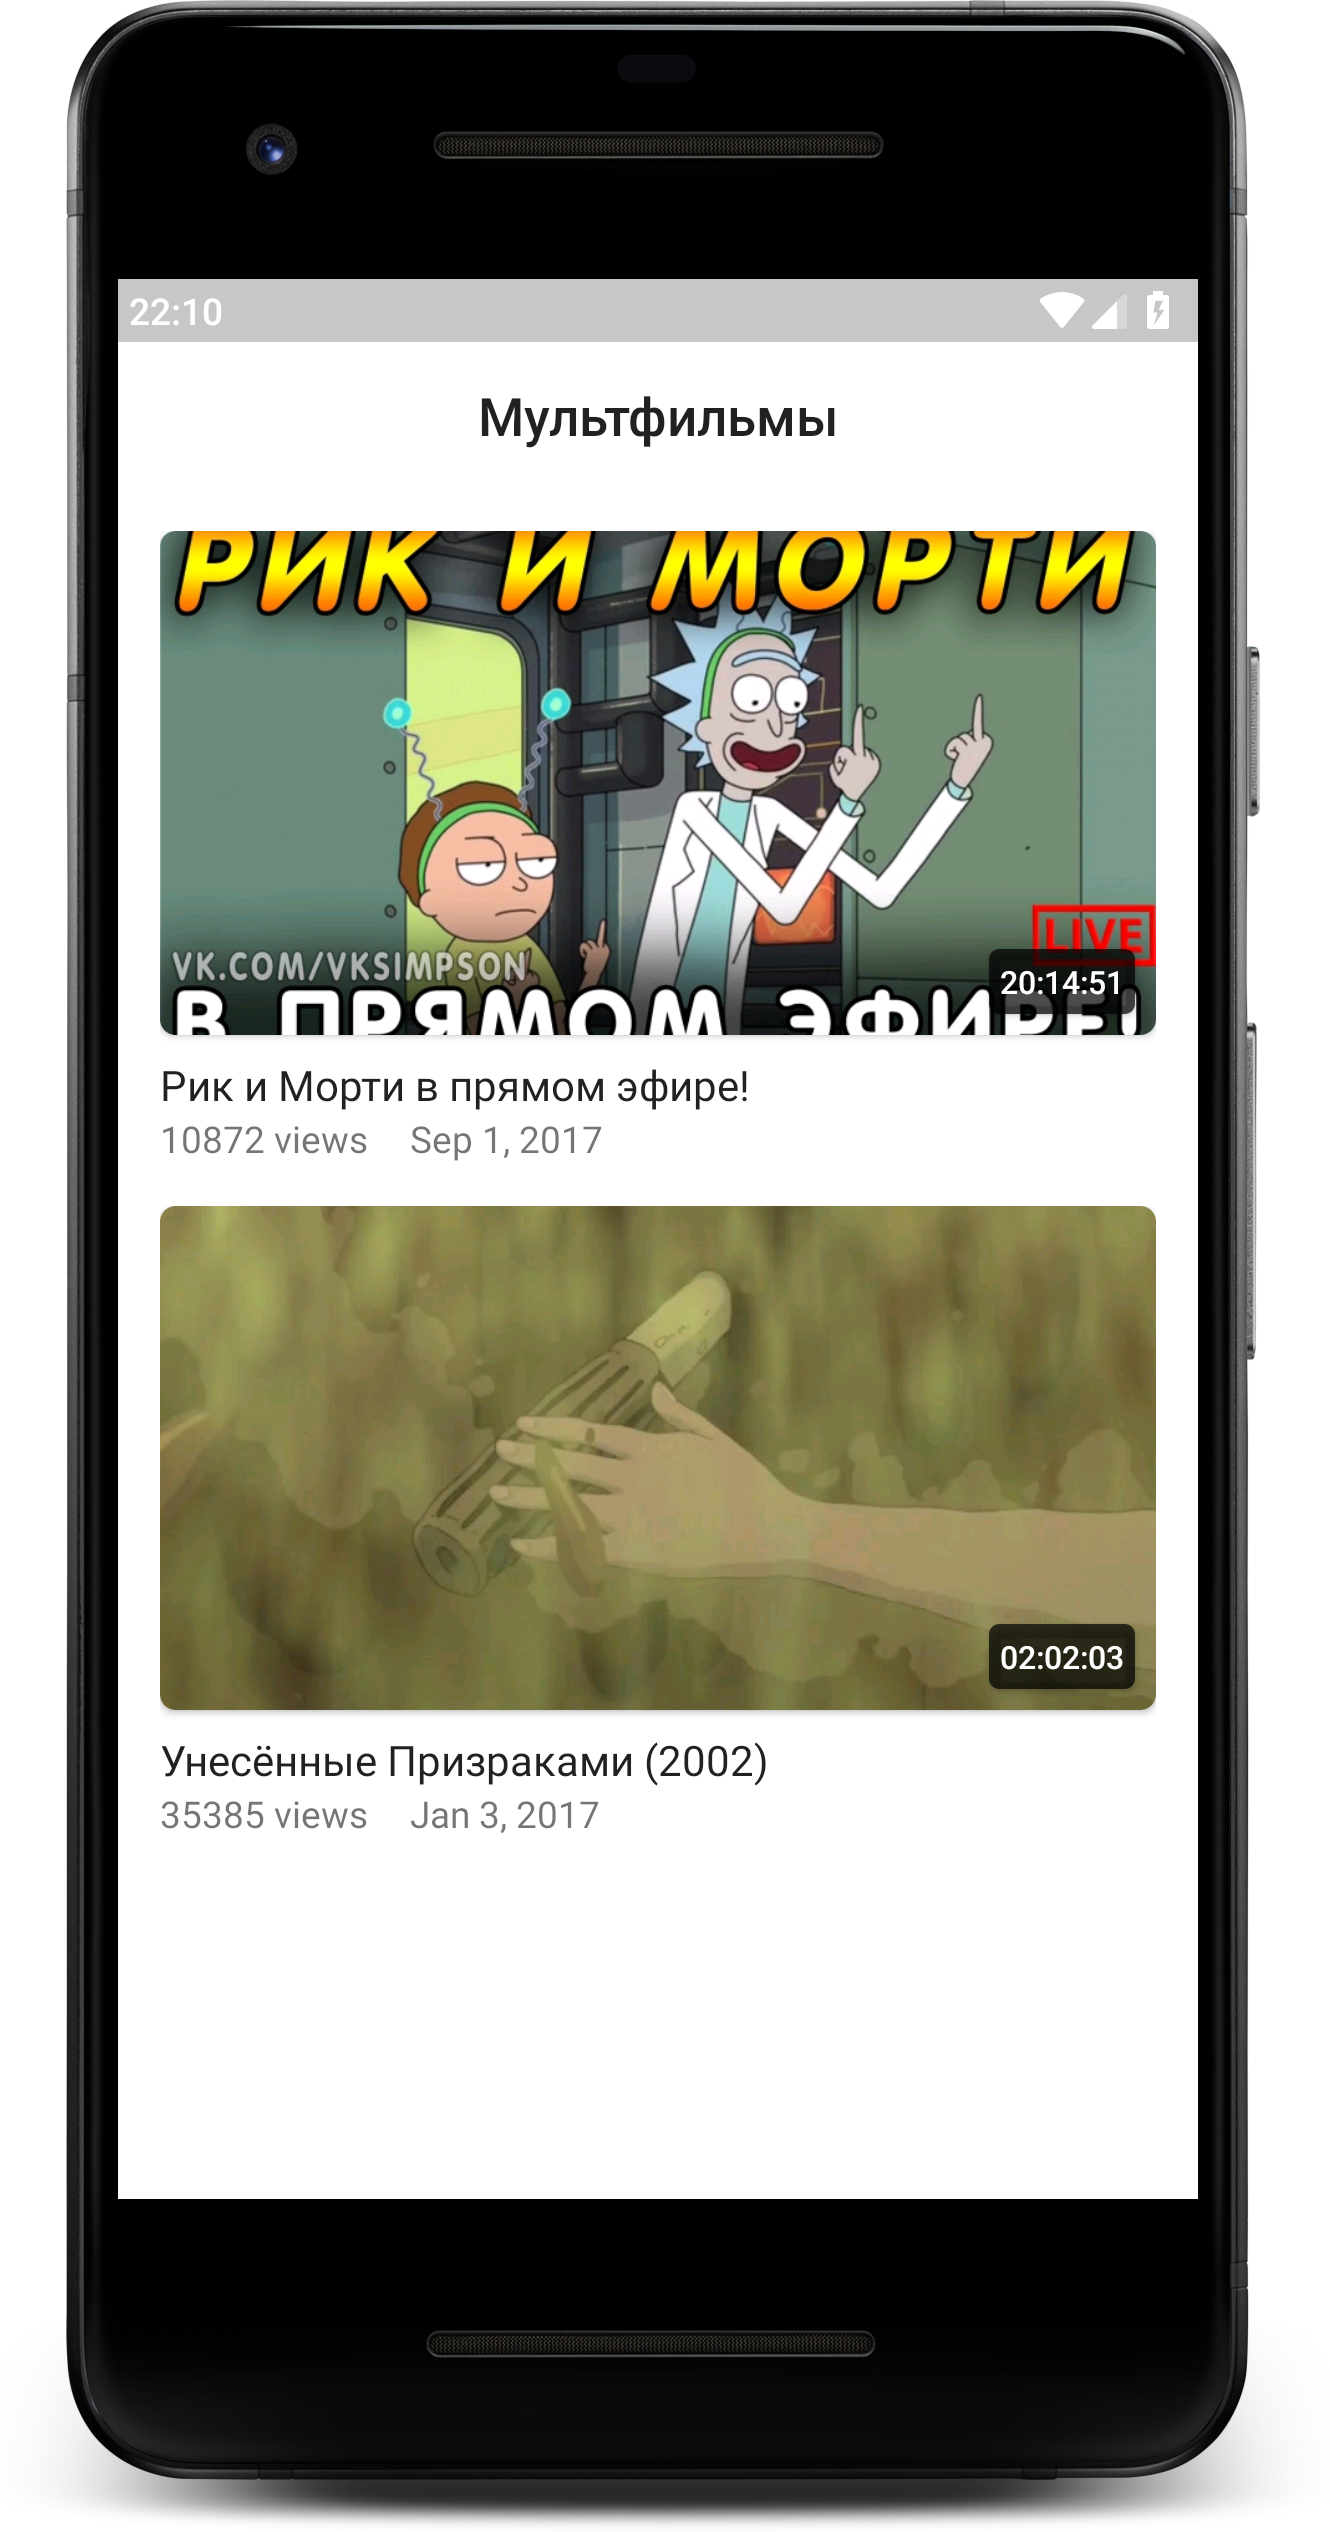 22:10
Мультфильмы
РИК И МОРТИ
VK.COM/VKSIMPSON
LIVE
В ПРЯМОМ ЭФИРЕ!
20:14:51
Рик и Морти в прямом эфире!
10872 views Sep 1, 2017
02:02:03
Унесённые Призраками (2002)
35385 views Jan 3, 2017